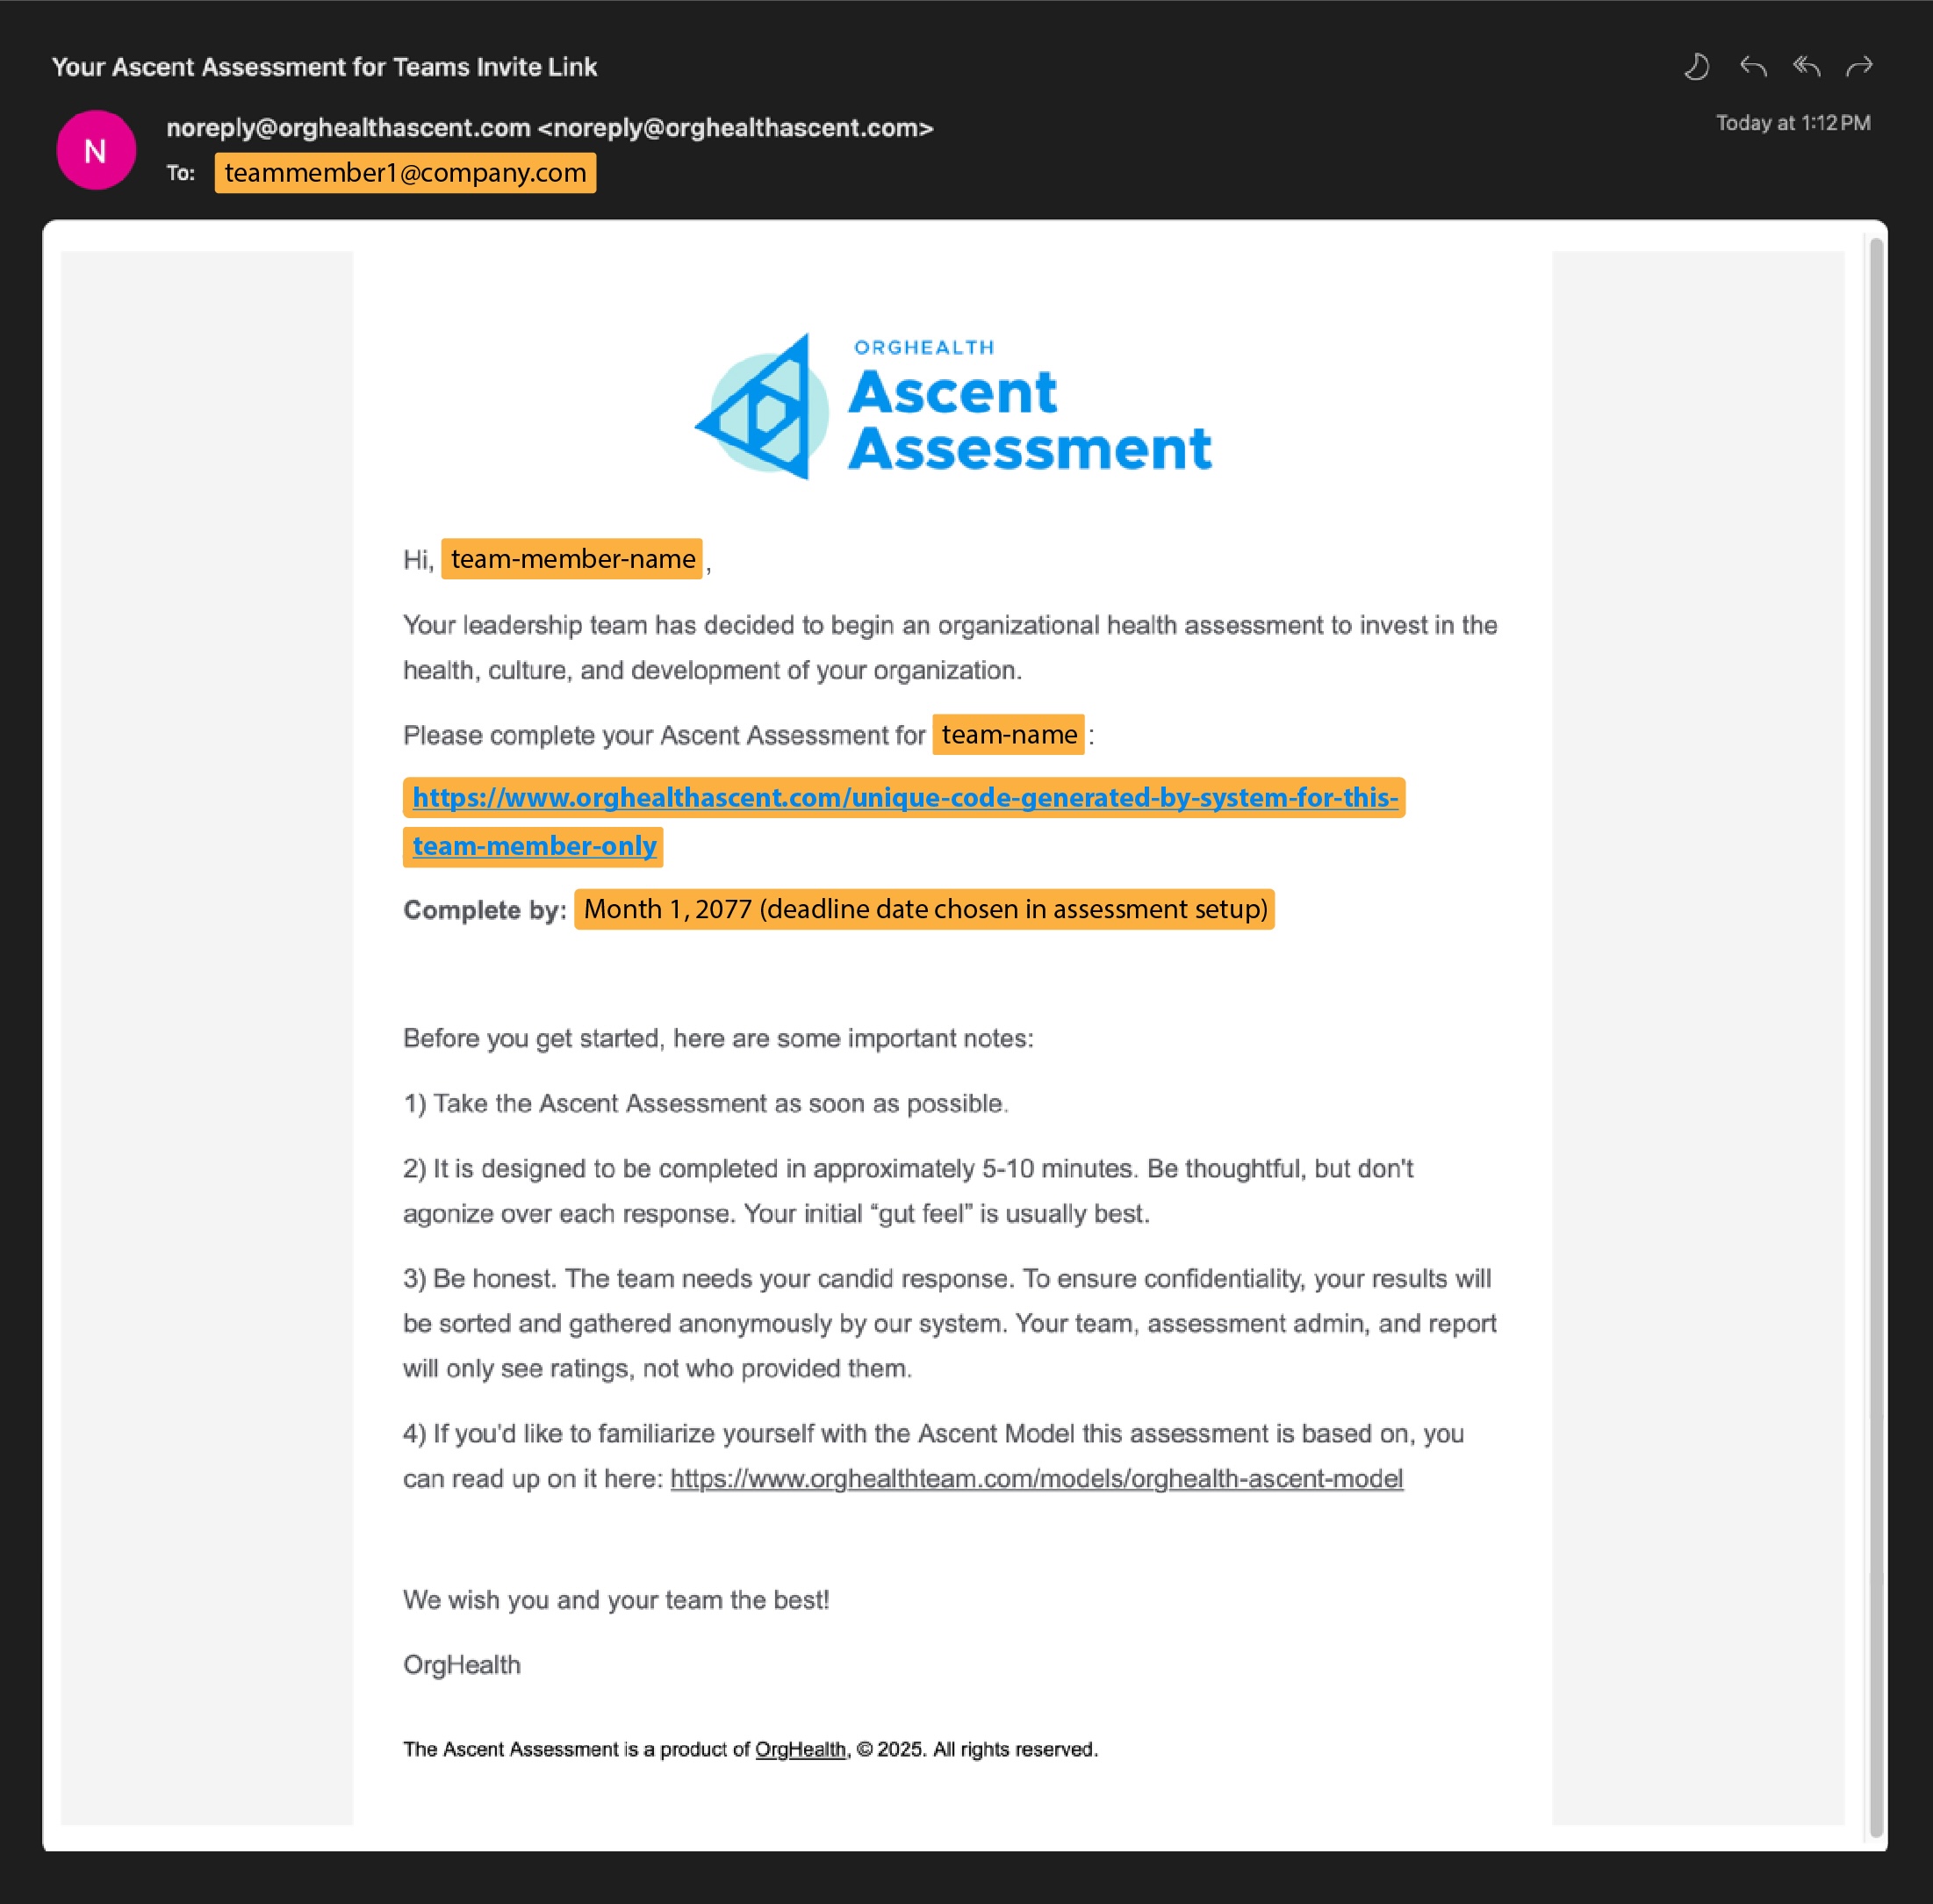 Your Ascent Assessment for Teams Invite Link
N
noreply@orghealthascent.com <noreply@orghealthascent.com>
Today at 1:12 PM
To: teammember1@company.com
ORGHEALTH
Ascent
Assessment
Hi, team-member-name ,
Your leadership team has decided to begin an organizational health assessment to invest in the
health, culture, and development of your organization.
Please complete your Ascent Assessment for team-name :
https://www.orghealthascent.com/unique-code-generated-by-system-for-this-
team-member-only
Complete by: Month 1, 2077 (deadline date chosen in assessment setup)
Before you get started, here are some important notes:
1) Take the Ascent Assessment as soon as possible.
2) It is designed to be completed in approximately 5-10 minutes. Be thoughtful, but don't
agonize over each response. Your initial “gut feel” is usually best.
3) Be honest. The team needs your candid response. To ensure confidentiality, your results will
be sorted and gathered anonymously by our system. Your team, assessment admin, and report
will only see ratings, not who provided them.
4) If you'd like to familiarize yourself with the Ascent Model this assessment is based on, you
can read up on it here: https://www.orghealthteam.com/models/orghealth-ascent-model
We wish you and your team the best!
OrgHealth
The Ascent Assessment is a product of OrgHealth, © 2025. All rights reserved.